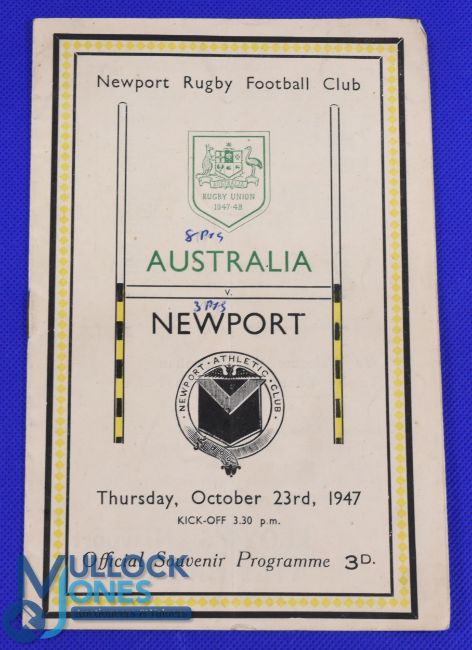 Newport Rugby Football Club
RUGBY UNION
1947-48
8 Pts
AUSTRALIA
v.
3 Pts
NEWPORT
NEWPORT · ATHLETIC · CLUB ·
Thursday, October 23rd, 1947
KICK-OFF 3.30 p.m.
Official Souvenir Programme 3D.
MULLOCK
JONES